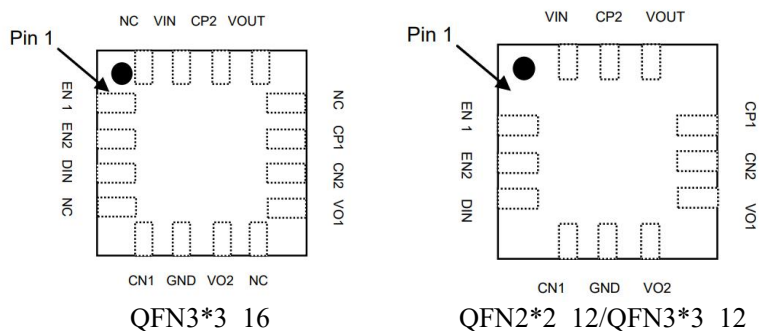 NC VIN CP2 VOUT
Pin 1
EN 1
EN2
DIN
NC
NC
CP1
CN2
VO1
CN1 GND VO2 NC
QFN3*3 16
VIN CP2 VOUT
Pin 1
EN 1
EN2
DIN
CP1
CN2
VO1
CN1 GND VO2
QFN2*2 12/QFN3*3 12